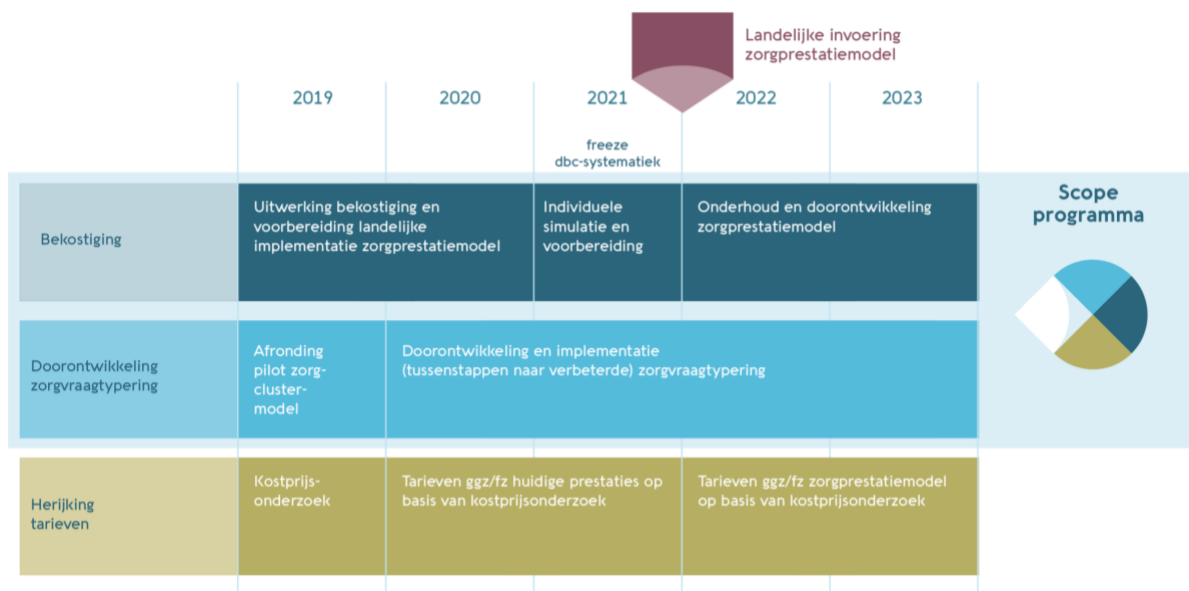 Landelijke invoering
zorgprestatiemodel
2019
2020
2021
2022
2023
freeze
dbc-systematiek
Scope
programma
Bekostiging
Uitwerking bekostiging en
voorbereiding landelijke
implementatie zorgprestatiemodel
Individuele
simulatie en
voorbereiding
Onderhoud en doorontwikkeling
zorgprestatiemodel
Doorontwikkeling
zorgvraagtypering
Afronding
pilot zorg-
cluster-
model
Doorontwikkeling en implementatie
(tussenstappen naar verbeterde) zorgvraagtypering
Herijking
tarieven
Kostprijs-
onderzoek
Tarieven ggz/fz huidige prestaties op
basis van kostprijsonderzoek
Tarieven ggz/fz zorgprestatiemodel
op basis van kostprijsonderzoek